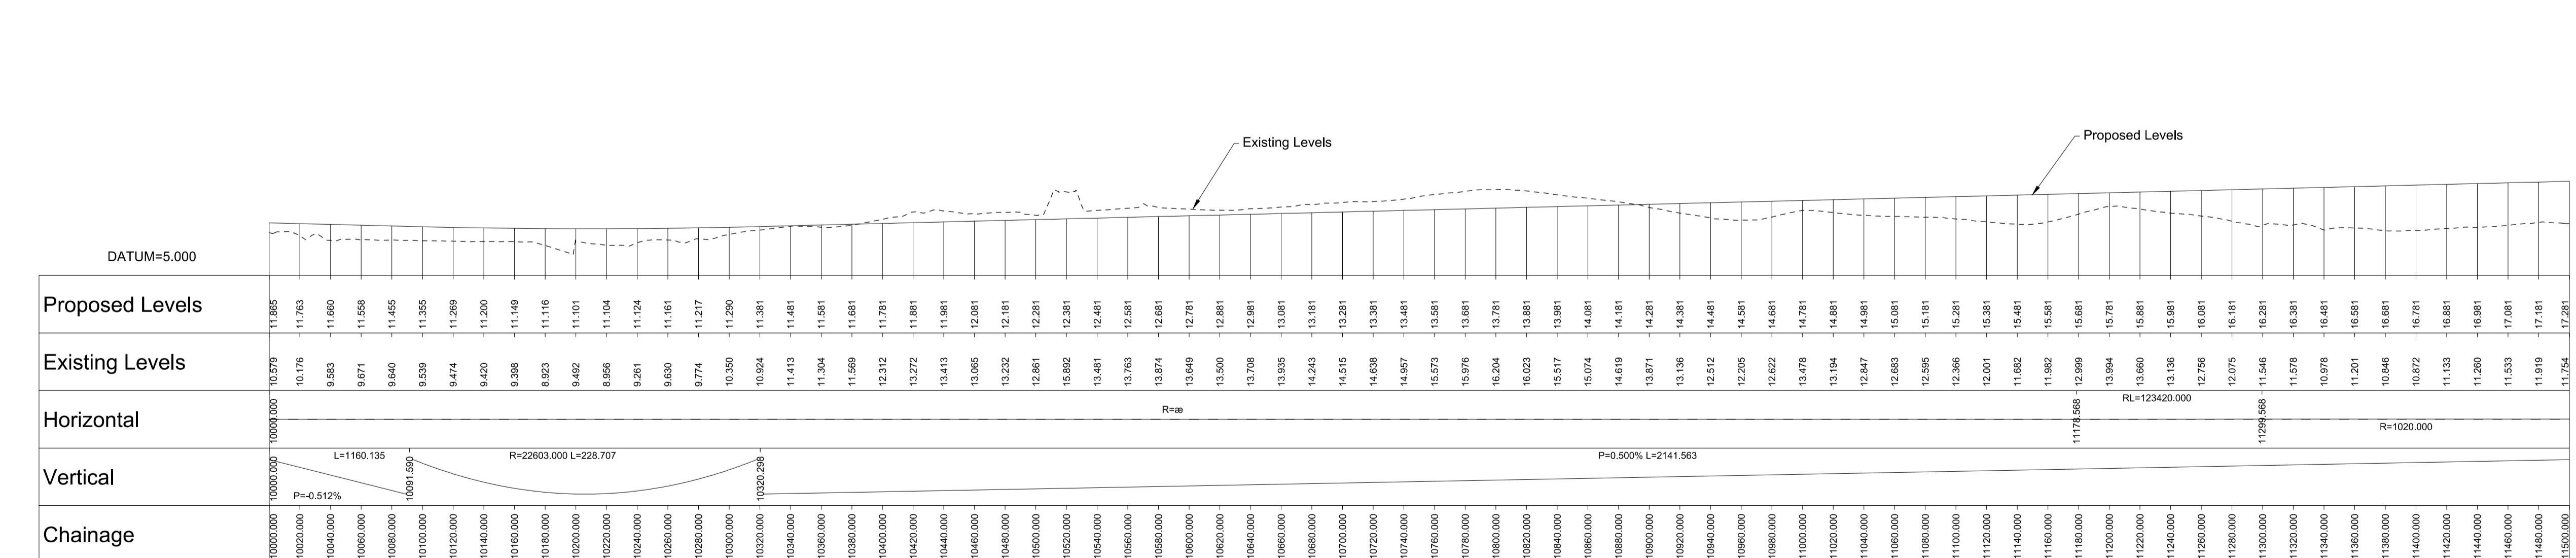 Existing Levels
Proposed Levels
DATUM=5.000
Proposed Levels 11.865 11.763 11.660 11.558 11.455 11.355 11.269 11.200 11.149 11.116 11.101 11.104 11.124 11.161 11.217 11.290 11.381 11.481 11.581 11.681 11.781 11.881 11.981 12.081 12.181 12.281 12.381 12.481 12.581 12.681 12.781 12.881 12.981 13.081 13.181 13.281 13.381 13.481 13.581 13.681 13.781 13.881 13.981 14.081 14.181 14.281 14.381 14.481 14.581 14.681 14.781 14.881 14.981 15.081 15.181 15.281 15.381 15.481 15.581 15.681 15.781 15.881 15.981 16.081 16.181 16.281 16.381 16.481 16.581 16.681 16.781 16.881 16.981 17.081 17.181 17.281
Existing Levels 10.579 10.176 9.583 9.671 9.640 9.539 9.474 9.420 9.398 8.923 9.492 8.956 9.261 9.630 9.774 10.350 10.924 11.413 11.304 11.569 12.312 13.272 13.413 13.065 13.232 12.861 15.892 13.481 13.763 13.874 13.649 13.500 13.708 13.935 14.243 14.515 14.638 14.957 15.573 15.976 16.204 16.023 15.517 15.074 14.619 13.871 13.136 12.512 12.205 12.622 13.478 13.194 12.847 12.683 12.595 12.366 12.001 11.682 11.982 12.999 13.994 13.660 13.136 12.756 12.075 11.546 11.578 10.978 11.201 10.846 10.872 11.133 11.260 11.533 11.919 11.754
Horizontal 10000.000 R=æ 11178.568 RL=123420.000 11299.568 R=1020.000
Vertical 10000.000 P=-0.512% L=1160.135 10091.590 R=22603.000 L=228.707 10320.298 P=0.500% L=2141.563
Chainage 10000.000 10020.000 10040.000 10060.000 10080.000 10100.000 10120.000 10140.000 10160.000 10180.000 10200.000 10220.000 10240.000 10260.000 10280.000 10300.000 10320.000 10340.000 10360.000 10380.000 10400.000 10420.000 10440.000 10460.000 10480.000 10500.000 10520.000 10540.000 10560.000 10580.000 10600.000 10620.000 10640.000 10660.000 10680.000 10700.000 10720.000 10740.000 10760.000 10780.000 10800.000 10820.000 10840.000 10860.000 10880.000 10900.000 10920.000 10940.000 10960.000 10980.000 11000.000 11020.000 11040.000 11060.000 11080.000 11100.000 11120.000 11140.000 11160.000 11180.000 11200.000 11220.000 11240.000 11260.000 11280.000 11300.000 11320.000 11340.000 11360.000 11380.000 11400.000 11420.000 11440.000 11460.000 11480.000 11500.000